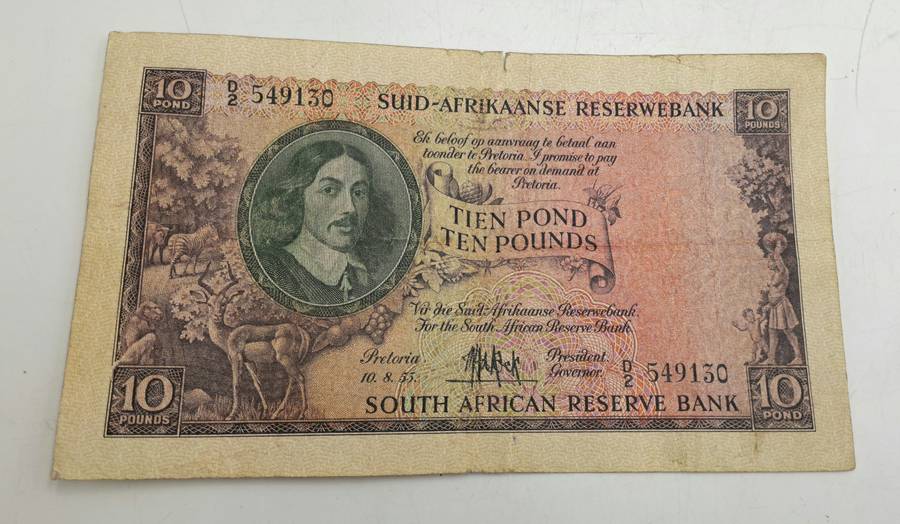 10
POND
D/2 549130
SUID-AFRIKAANSE RESERWEBANK
10
POUNDS
Ek beloof op aanvraag te betaal aan
toonder te Pretoria. I promise to pay
the bearer on demand at
Pretoria.
TIEN POND
TEN POUNDS
Vir die Suid-Afrikaanse Reserwebank.
For the South African Reserve Bank
Pretoria.
10. 8. 55.
President.
Governor.
D/2 549130
10
POUNDS
SOUTH AFRICAN RESERVE BANK
10
POND